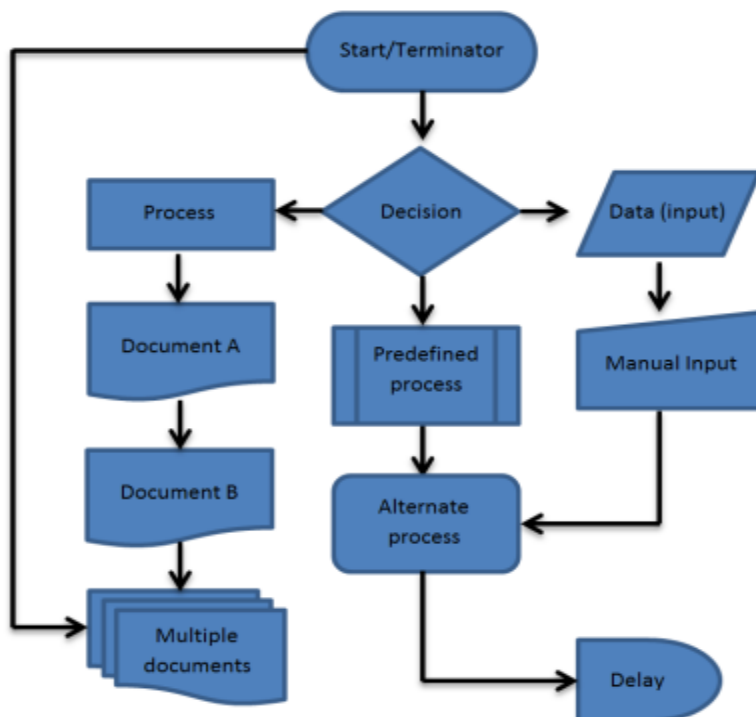 Start/Terminator
Process
Decision
Data (input)
Document A
Predefined
process
Manual Input
Document B
Alternate
process
Multiple
documents
Delay